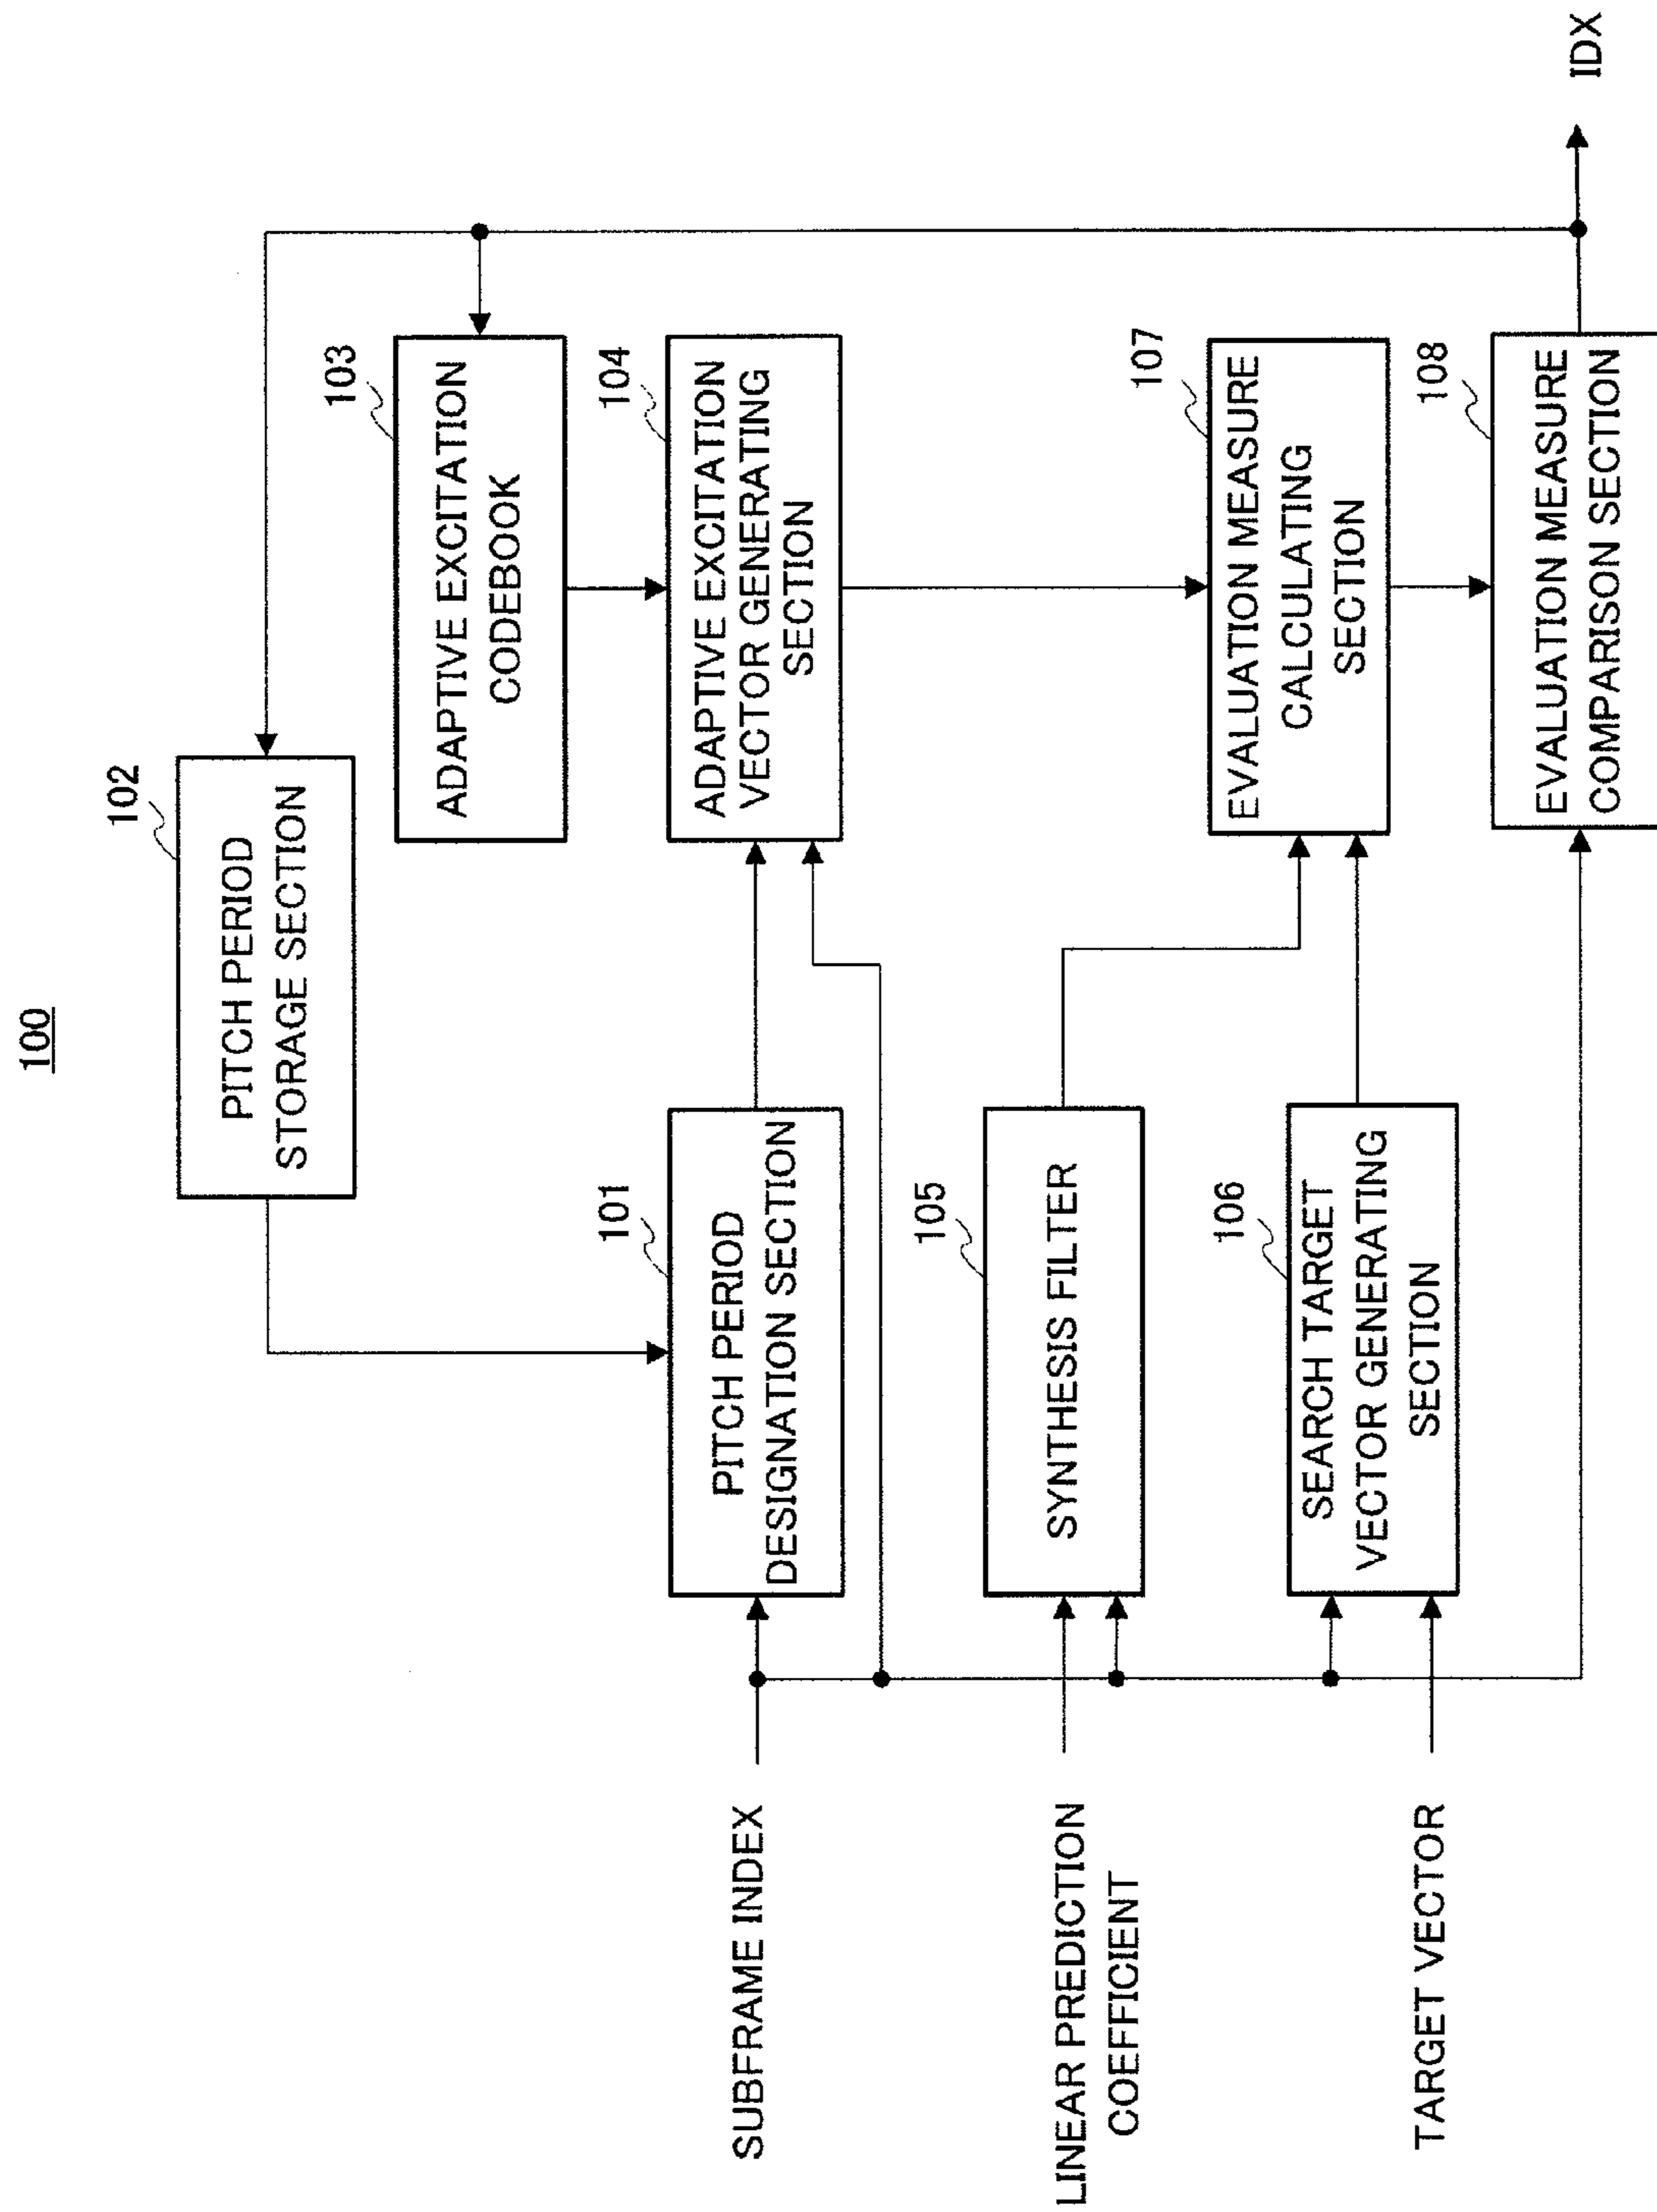 100
102
PITCH PERIOD
STORAGE SECTION
103
ADAPTIVE EXCITATION
CODEBOOK
101
PITCH PERIOD
DESIGNATION SECTION
104
ADAPTIVE EXCITATION
VECTOR GENERATING
SECTION
SUBFRAME INDEX
105
SYNTHESIS FILTER
LINEAR PREDICTION
COEFFICIENT
106
SEARCH TARGET
VECTOR GENERATING
SECTION
107
EVALUATION MEASURE
CALCULATING
SECTION
TARGET VECTOR
108
EVALUATION MEASURE
COMPARISON SECTION
IDX